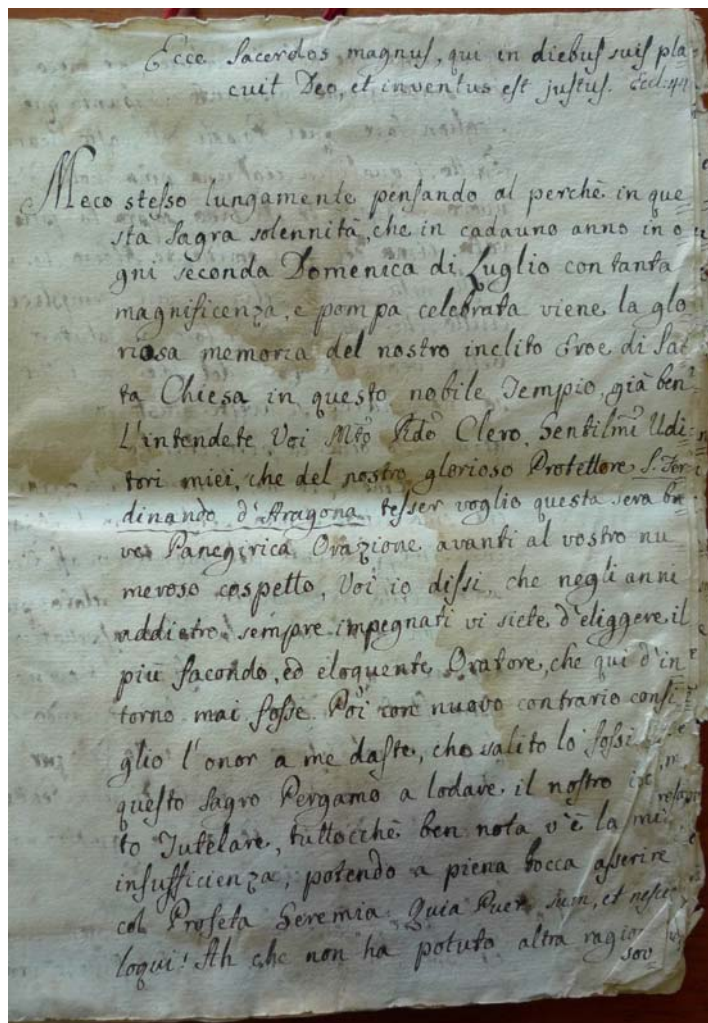 Ecce Sacerdos magnus, qui in diebus suis pla
cuit Deo, et inventus est justus. Eccl: 44
Meco stesso lungamente pensando al perchè in que
sta Sagra solennità, che in cadauno anno in o
gni seconda Domenica di Luglio con tanta
magnificenza, e pompa celebrata viene la glo
riosa memoria del nostro inclito Eroe di San
ta Chiesa in questo nobile Tempio, già ben
L'intendete Voi Mto Rdo Clero, Gentilmi Udi
tori miei, che del nostro glorioso Protettore S. Fer
dinando d'Aragona tesser voglio questa sera bre
ve Panegirica Orazione avanti al vostro nu
meroso cospetto, Voi io dissi, che negli anni
addietro sempre impegnati vi siete d'eliggere il
più facondo, ed eloquente Oratore, che qui d'in
torno mai fosse. Poi con nuovo contrario consi
glio l'onor a me daste, che salito lo fossi
questo Sagro Pergamo a lodare il nostro
to Tutelare, tuttocchè ben nota v'è la mi
insufficienza, potendo a piena bocca asserire
col Profeta Geremia Quia Puer sum, et nescio
loqui! Ah che non ha potuto altra ragio